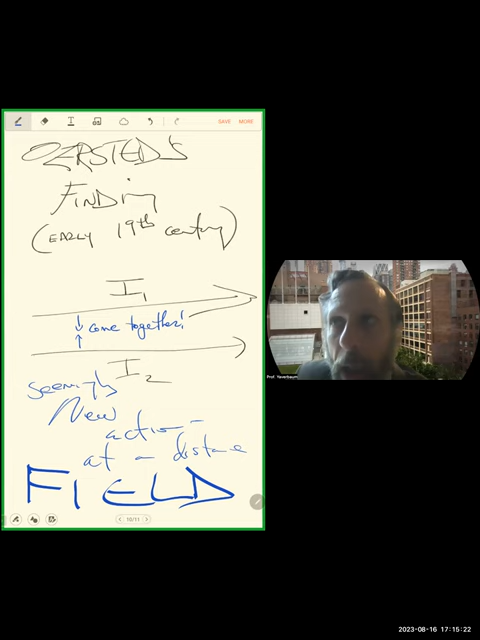 SAVE MORE
OERSTED'S
FINDing
(EARLY 19th century)
I1
come together!
I2
seemingly
New
action-
at a distance
FIELD
10/11
Prof. Yaverbaum
2023-08-16 17:15:22